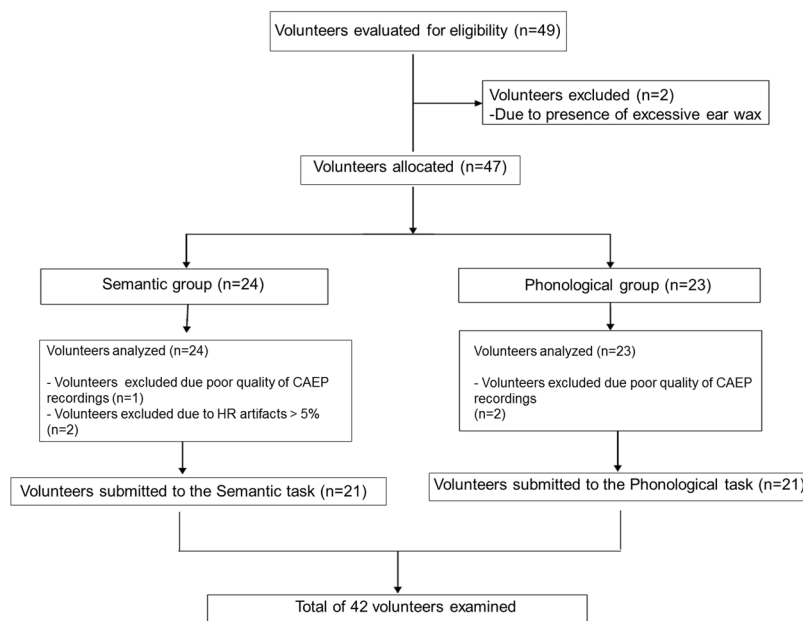 Volunteers evaluated for eligibility (n=49)
Volunteers excluded (n=2)
-Due to presence of excessive ear wax
Volunteers allocated (n=47)
Semantic group (n=24)
Phonological group (n=23)
Volunteers analyzed (n=24)
- Volunteers excluded due poor quality of CAEP
recordings (n=1)
- Volunteers excluded due to HR artifacts > 5%
(n=2)
Volunteers analyzed (n=23)
- Volunteers excluded due poor quality of CAEP
recordings
(n=2)
Volunteers submitted to the Semantic task (n=21)
Volunteers submitted to the Phonological task (n=21)
Total of 42 volunteers examined